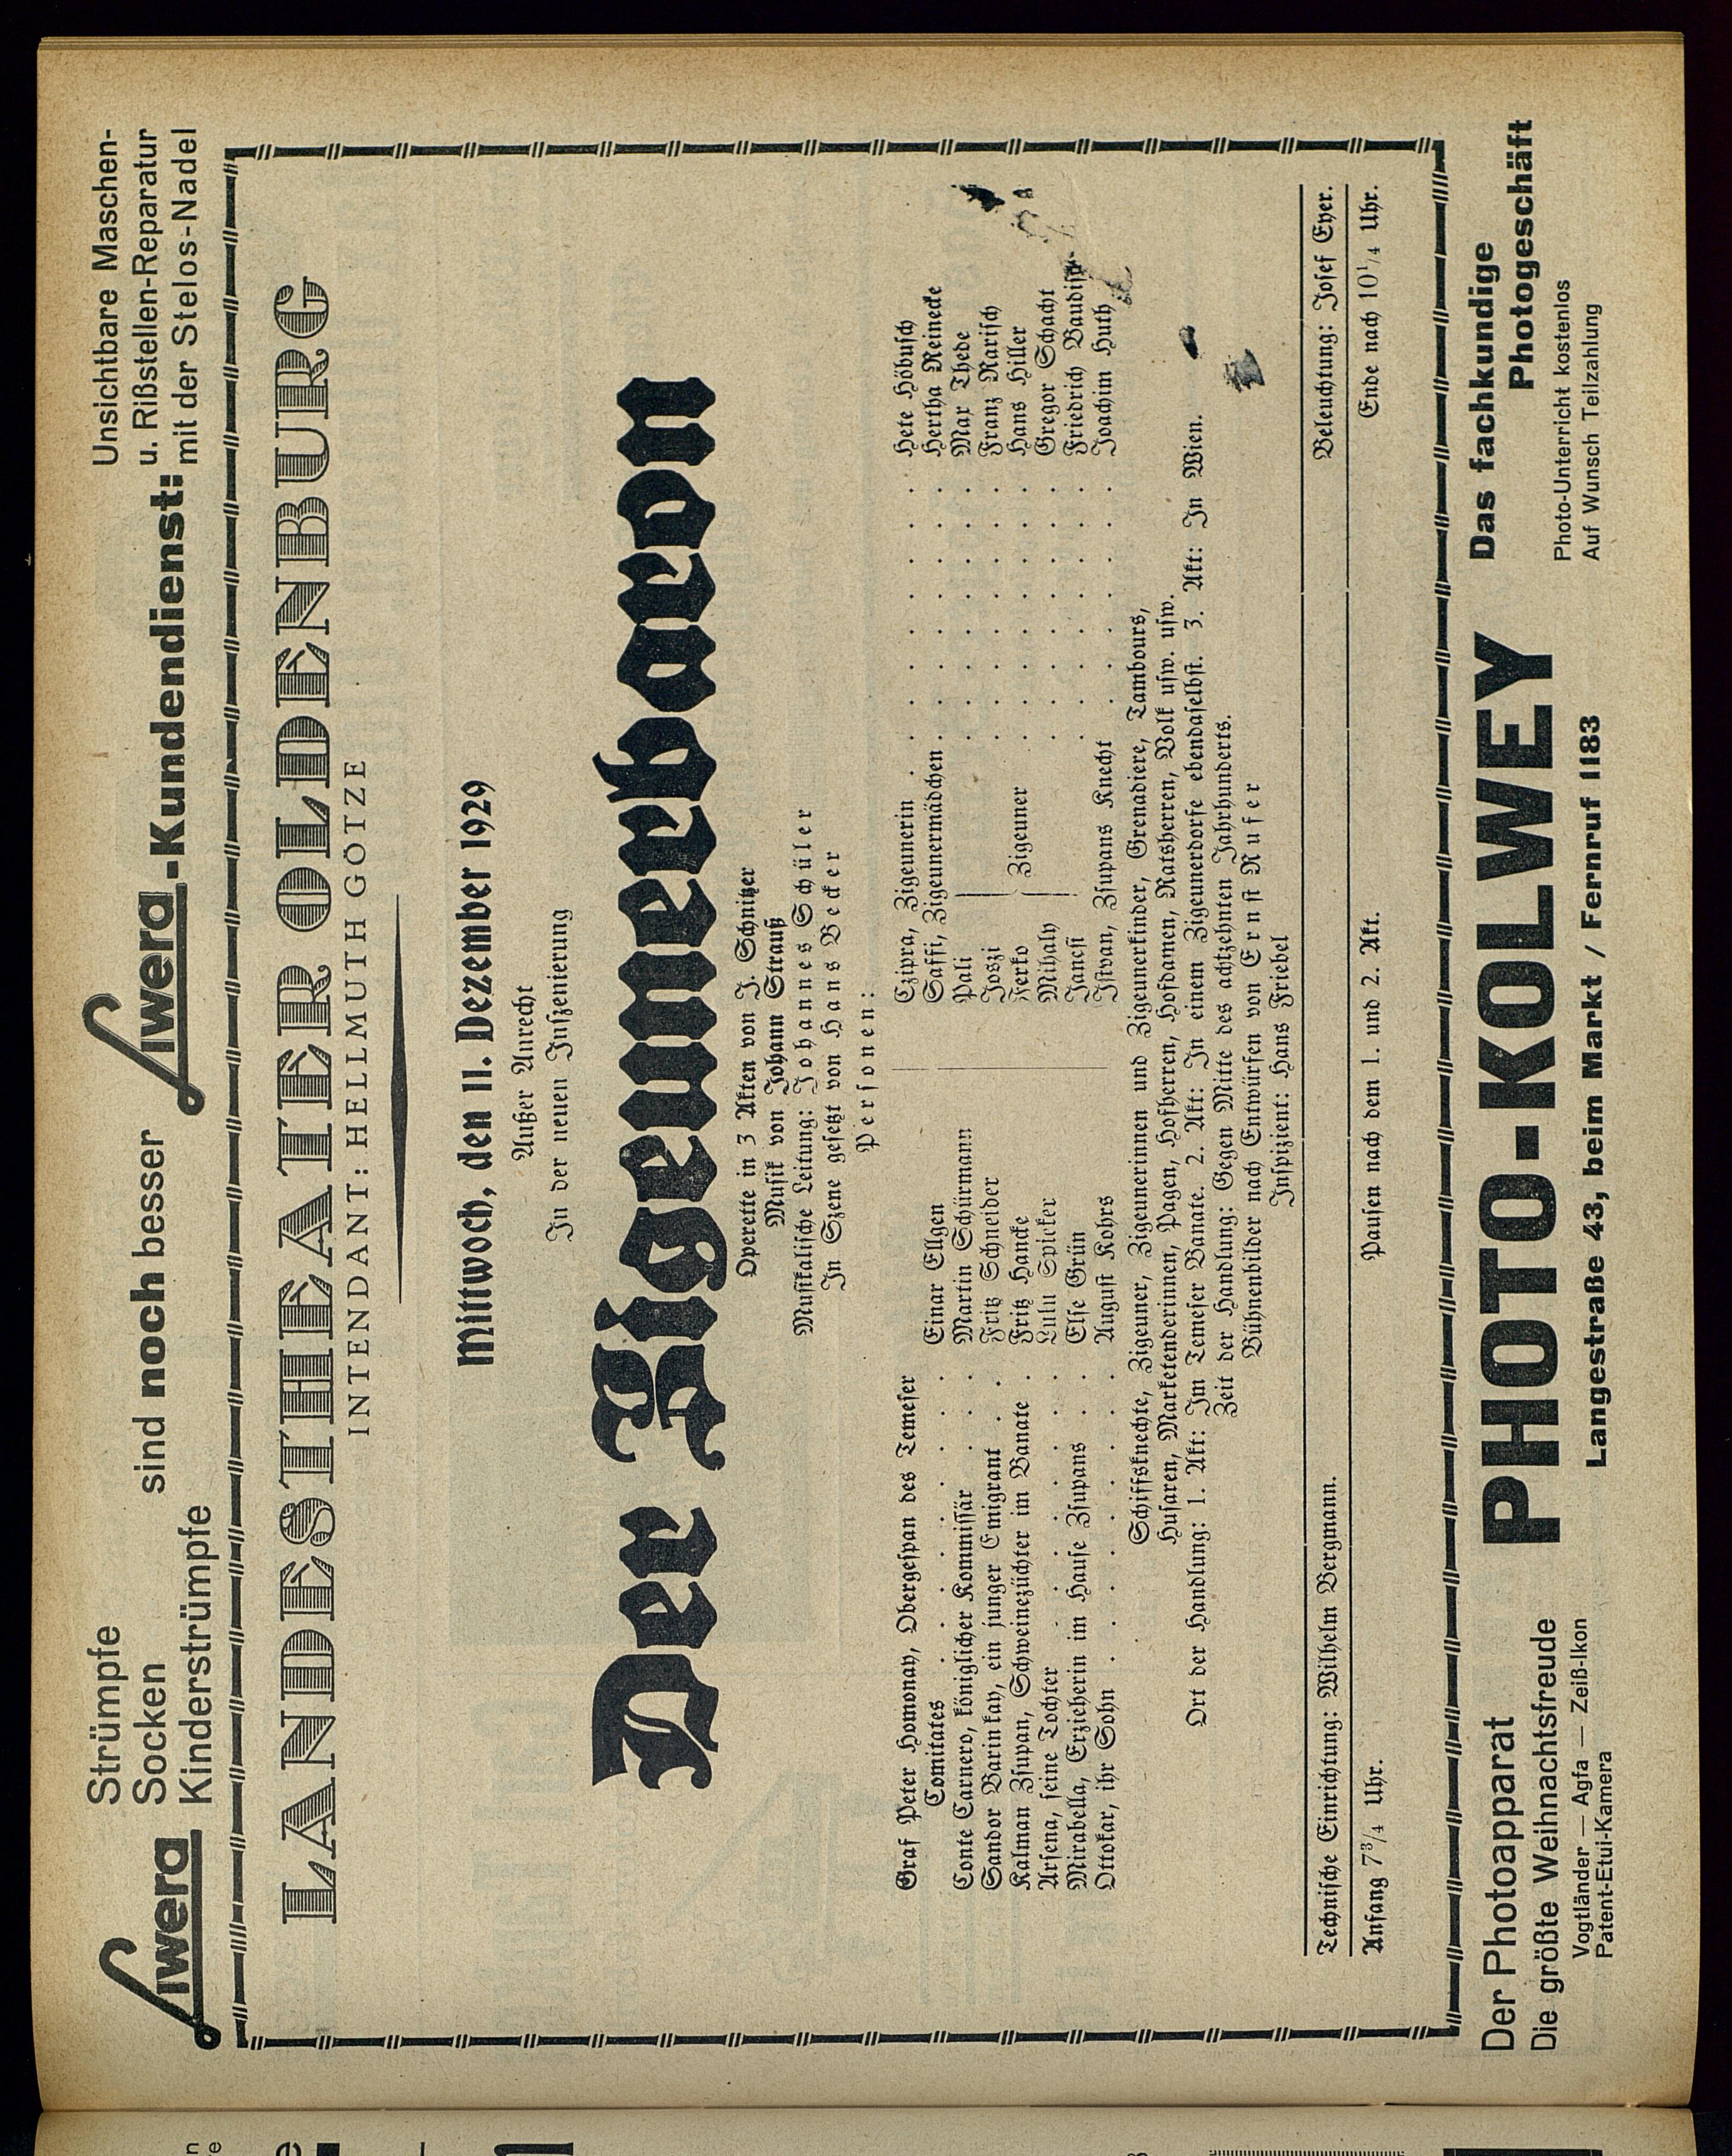 Siwera
Strümpfe
Socken
Kinderstrümpfe
sind noch besser
Siwera-Kundendienst:
Unsichtbare Maschen-
u. Rißstellen-Reparatur
mit der Stelos-Nadel
LANDESTHEATER OLDENBURG
INTENDANT: HELLMUTH GÖTZE
Mittwoch, den 11. Dezember 1929
Außer Anrecht
In der neuen Inszenierung
Der Zigeunerbaron
Operette in 3 Akten von J. Schnitzer
Musik von Johann Strauß
Musikalische Leitung: Johannes Schüler
In Szene gesetzt von Hans Becker
Personen:
Graf Peter Homonay, Obergespan des Temeser
Comitates . . . . . . . . Einar Ellgen
Conte Carnero, königlicher Kommissär . . . . Martin Schürmann
Sandor Barinkay, ein junger Emigrant . . Fritz Schneider
Kalman Zsupan, Schweinezüchter im Banate . Fritz Hancke
Arsena, seine Tochter . . . . . . Lulu Spieker
Mirabella, Erzieherin im Hause Zsupans . . Else Grün
Ottokar, ihr Sohn . . . . . . . August Kohrs
Czipra, Zigeunerin . . . . . . . . . Hete Höbusch
Saffi, Zigeunermädchen . . . . . . . . Hertha Reinecke
Pali . . . . . . . . Max Thede
Joszi . . . . . . . . Franz Rarisch
Ferko } Zigeuner . . . . . . . . Hans Hiller
Mihaly . . . . . . . . Gregor Schacht
Jancsi . . . . . . . . Friedrich Baudisch
Istvan, Zsupans Knecht . . . . . . . . Joachim Huth
Schiffsknechte, Zigeuner, Zigeunerinnen und Zigeunerkinder, Grenadiere, Tambours,
Husaren, Marketenderinnen, Pagen, Hofherren, Hofdamen, Ratsherren, Volk usw. usw.
Ort der Handlung: 1. Akt: Im Temeser Banate. 2. Akt: In einem Zigeunerdorfe ebendaselbst. 3. Akt: In Wien.
Zeit der Handlung: Gegen Mitte des achtzehnten Jahrhunderts.
Bühnenbilder nach Entwürfen von Ernst Rufer
Inspizient: Hans Friebel
Technische Einrichtung: Wilhelm Bergmann.
Beleuchtung: Josef Eyer.
Anfang 7 3/4 Uhr.
Pausen nach dem 1. und 2. Akt.
Ende nach 10 1/4 Uhr.
Der Photoapparat
Die größte Weihnachtsfreude
Vogtländer — Agfa — Zeiß-Ikon
Patent-Etui-Kamera
PHOTO-KOLWEY
Langestraße 43, beim Markt / Fernruf 1183
Das fachkundige
Photogeschäft
Photo-Unterricht kostenlos
Auf Wunsch Teilzahlung